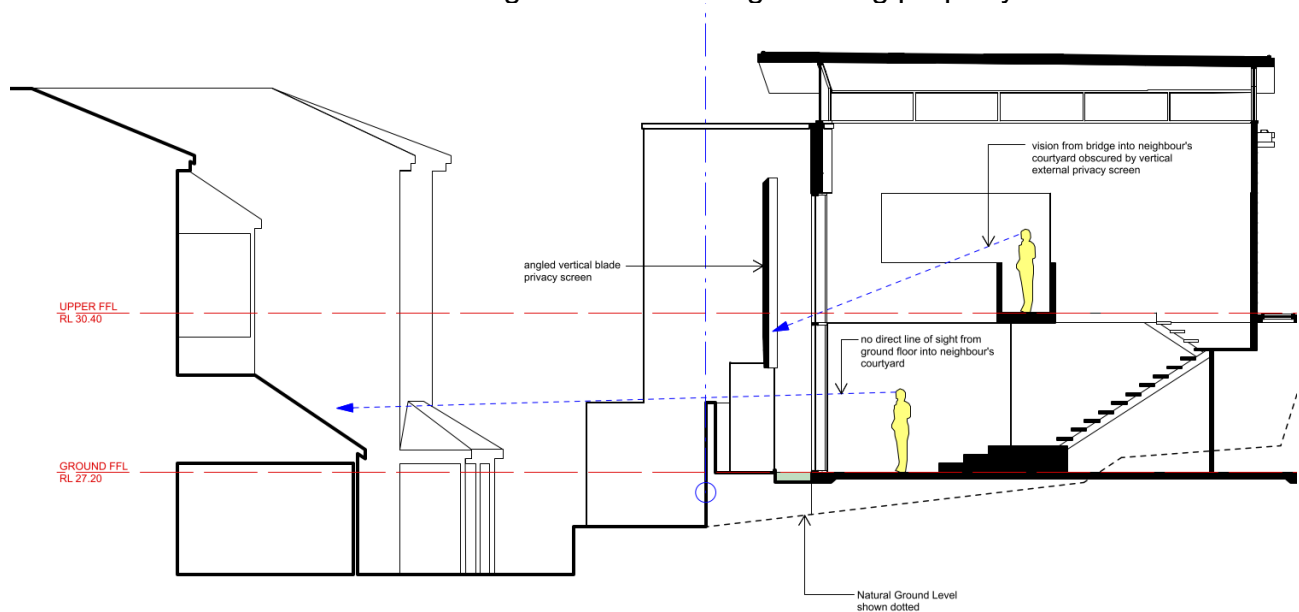 vision from bridge into neighbour's
courtyard obscured by vertical
external privacy screen
angled vertical blade
privacy screen
UPPER FFL
RL 30.40
no direct line of sight from
ground floor into neighbour's
courtyard
GROUND FFL
RL 27.20
Natural Ground Level
shown dotted